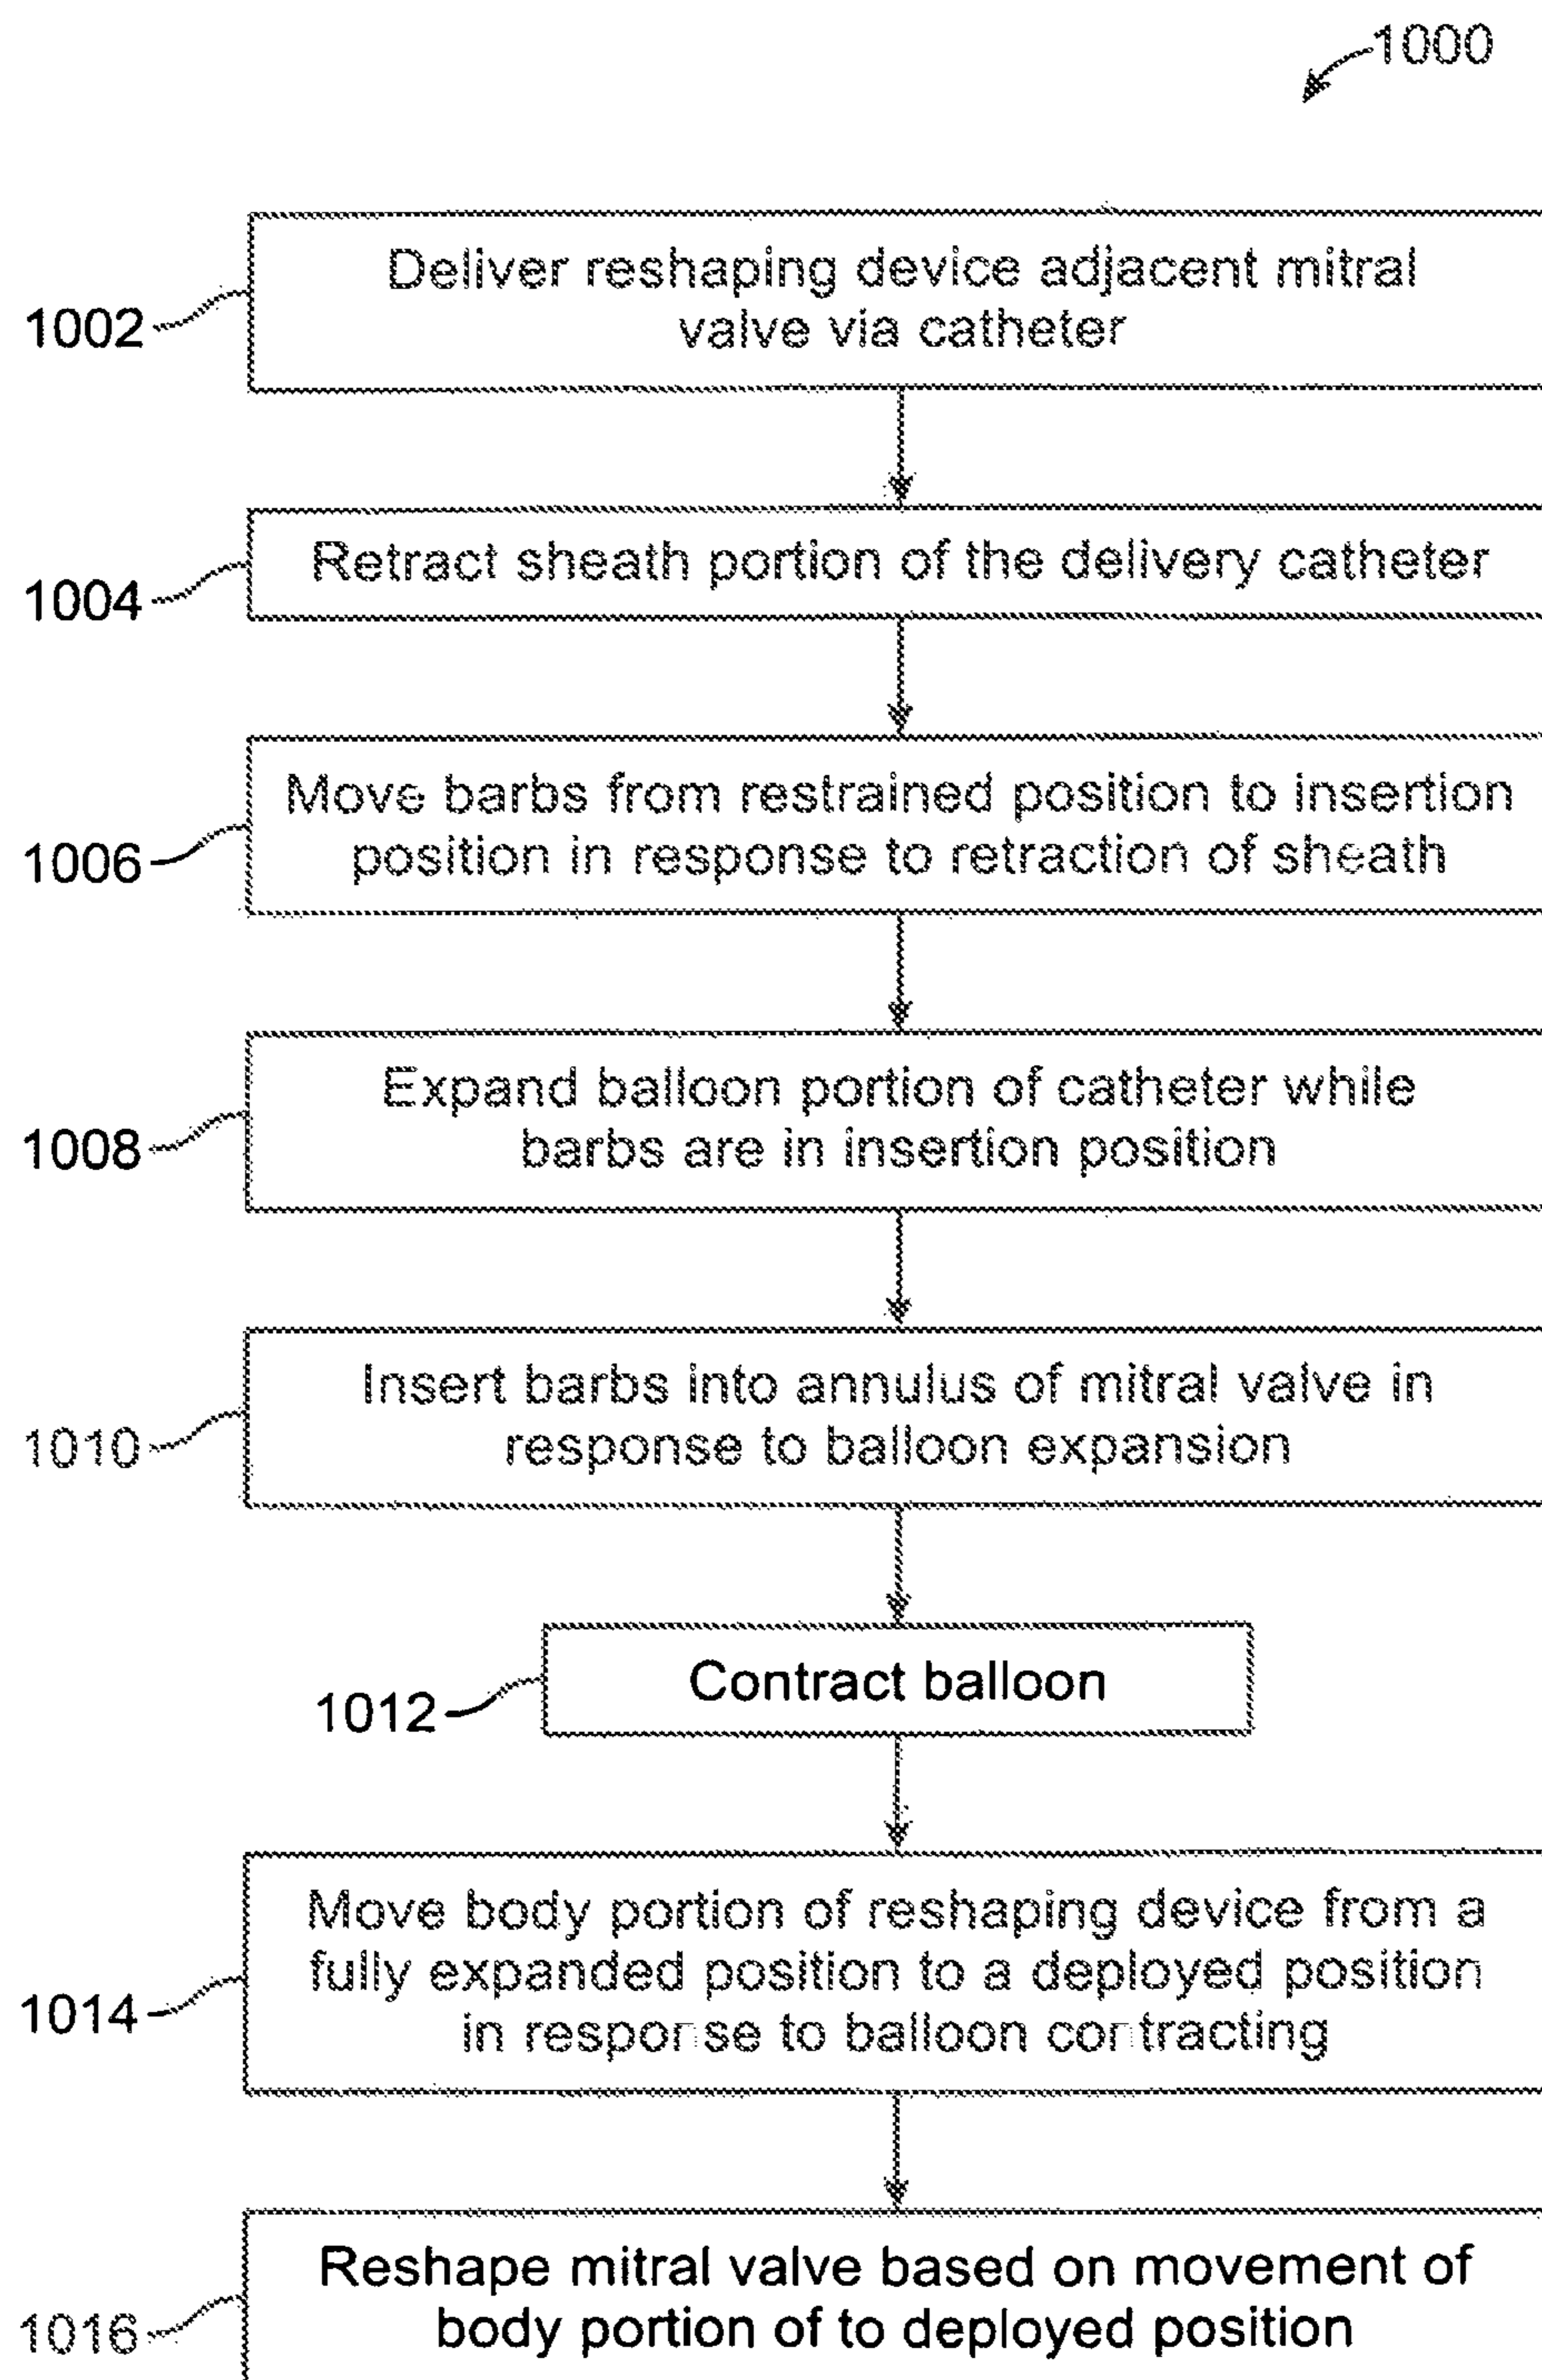 1000
Deliver reshaping device adjacent mitral
valve via catheter
1002
Retract sheath portion of the delivery catheter
1004
Move barbs from restrained position to insertion
position in response to retraction of sheath
1006
Expand balloon portion of catheter while
barbs are in insertion position
1008
Insert barbs into annulus of mitral valve in
response to balloon expansion
1010
Contract balloon
1012
Move body portion of reshaping device from a
fully expanded position to a deployed position
in response to balloon contracting
1014
Reshape mitral valve based on movement of
body portion of to deployed position
1016